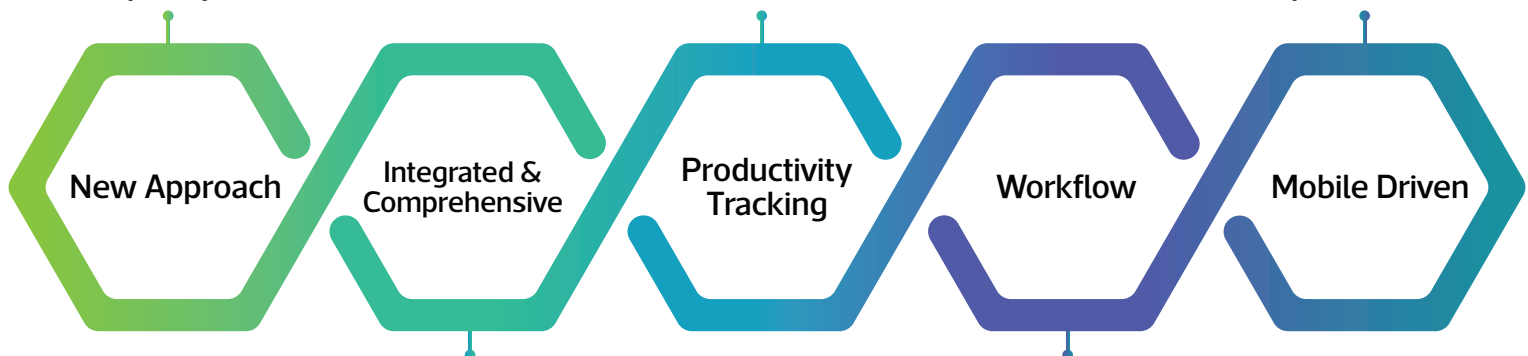 New Approach
Integrated &
Comprehensive
Productivity
Tracking
Workflow
Mobile Driven